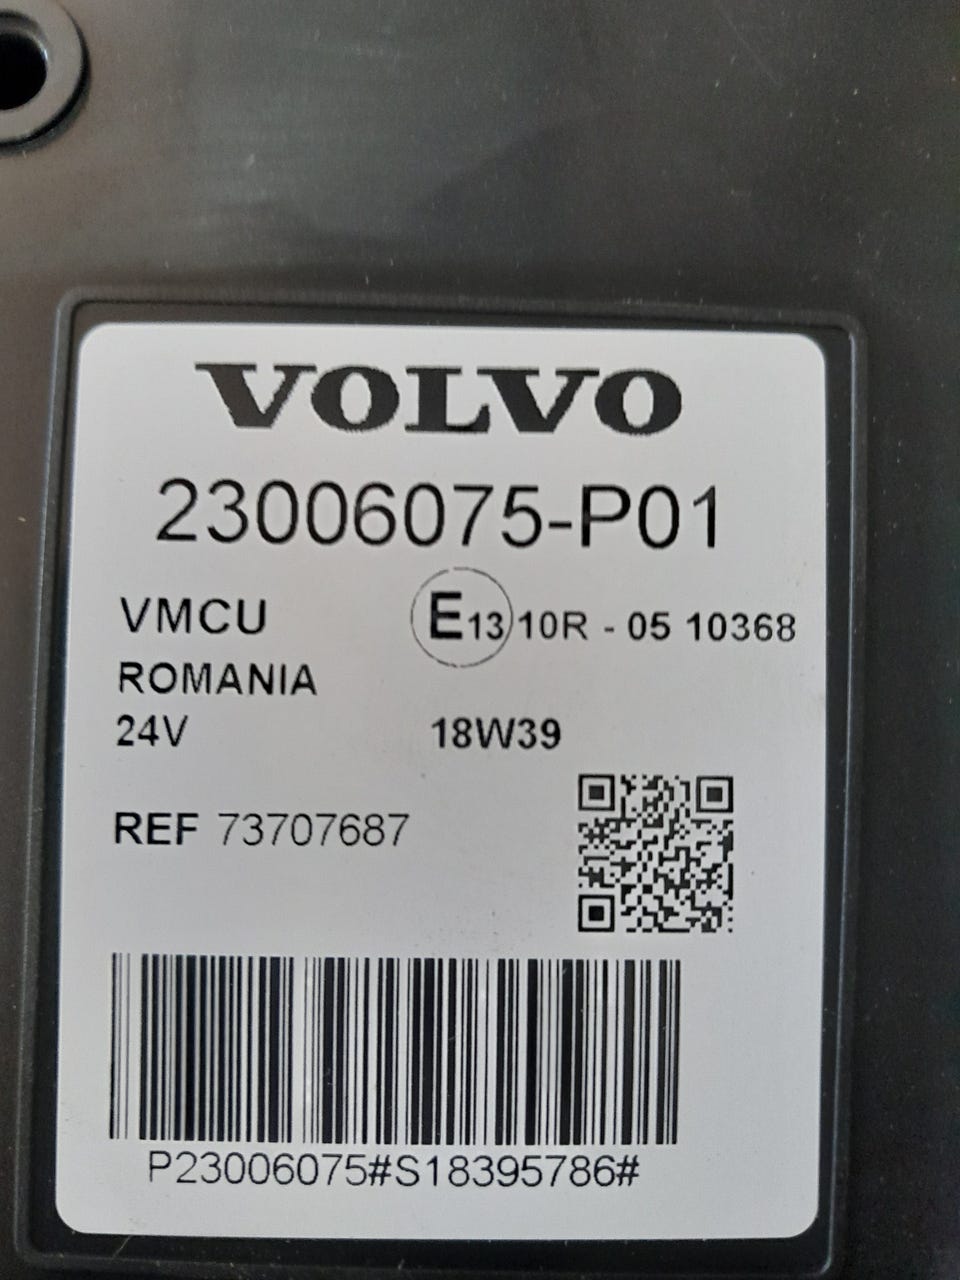 VOLVO
23006075-P01
VMCU E13 10R - 05 10368
ROMANIA
24V 18W39
REF 73707687
P23006075#S18395786#